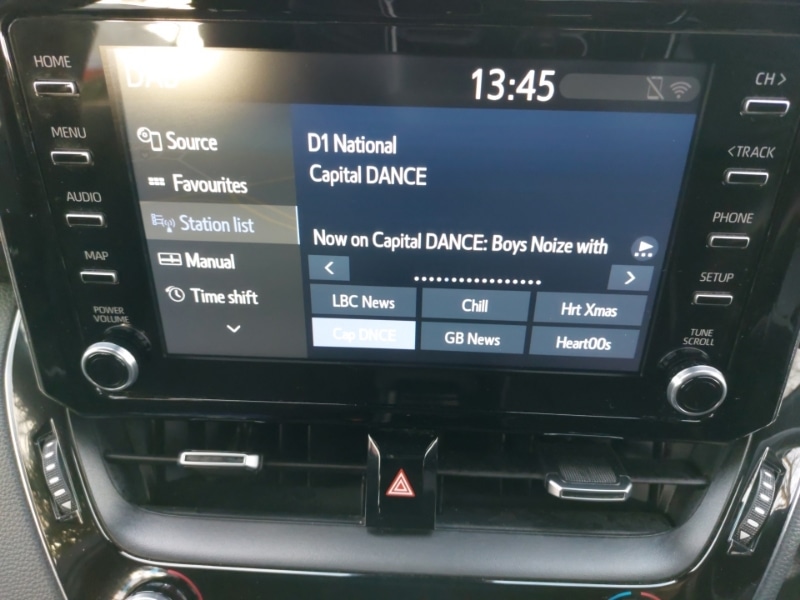 HOME
MENU
AUDIO
MAP
POWER
VOLUME
DAB
13:45
Source
Favourites
Station list
Manual
Time shift
D1 National
Capital DANCE
Now on Capital DANCE: Boys Noize with
<
>
LBC News
Chill
Hrt Xmas
Cap DNCE
GB News
Heart00s
CH >
< TRACK
PHONE
SETUP
TUNE
SCROLL